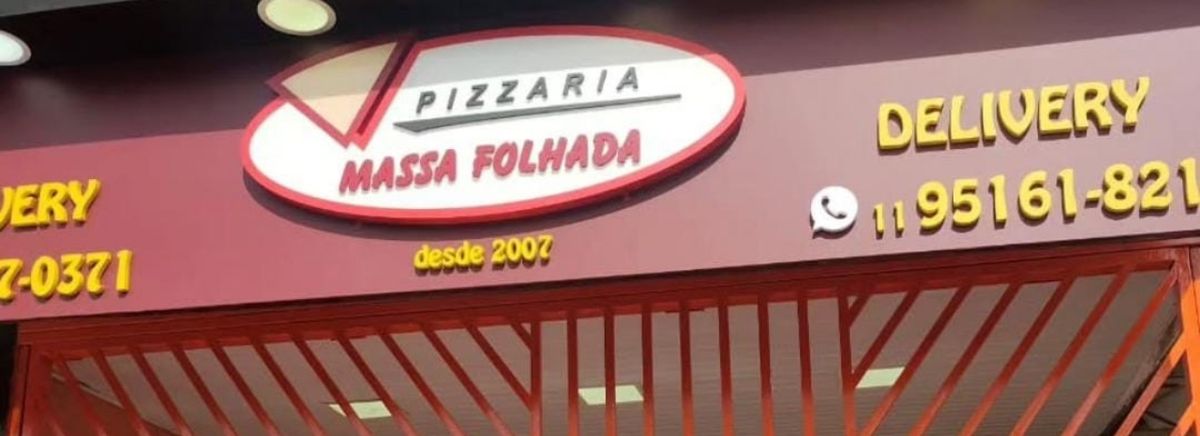 PIZZARIA
MASSA FOLHADA
desde 2007
DELIVERY
11 95161-821
VERY
7-0371